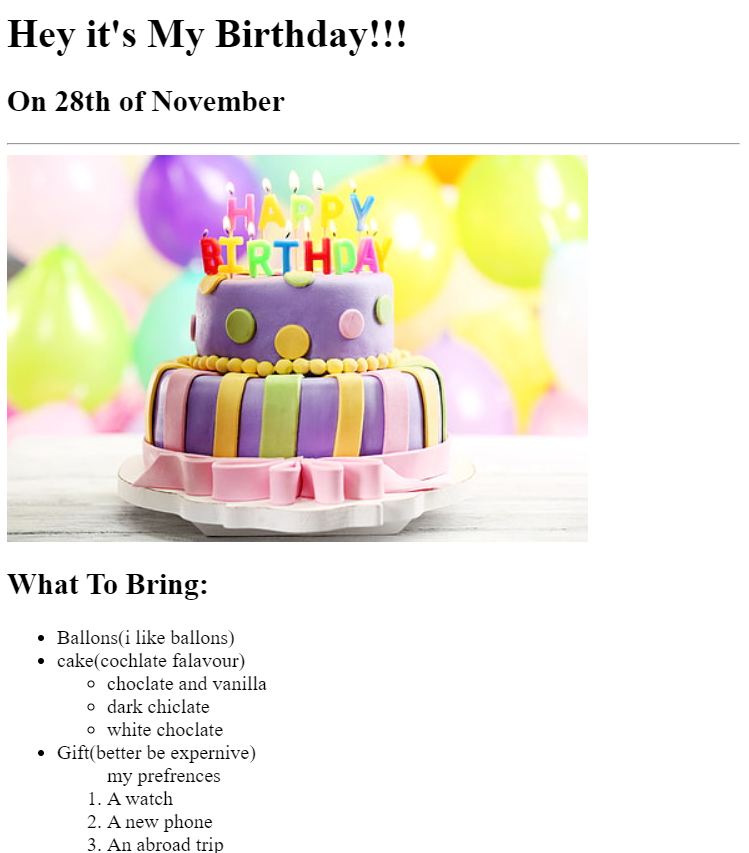 Hey it's My Birthday!!!
On 28th of November
HAPPY
BIRTHDAY
What To Bring:
Ballons(i like ballons)
cake(cochlate falavour)
choclate and vanilla
dark chiclate
white choclate
Gift(better be expernive)
my prefrences
1. A watch
2. A new phone
3. An abroad trip